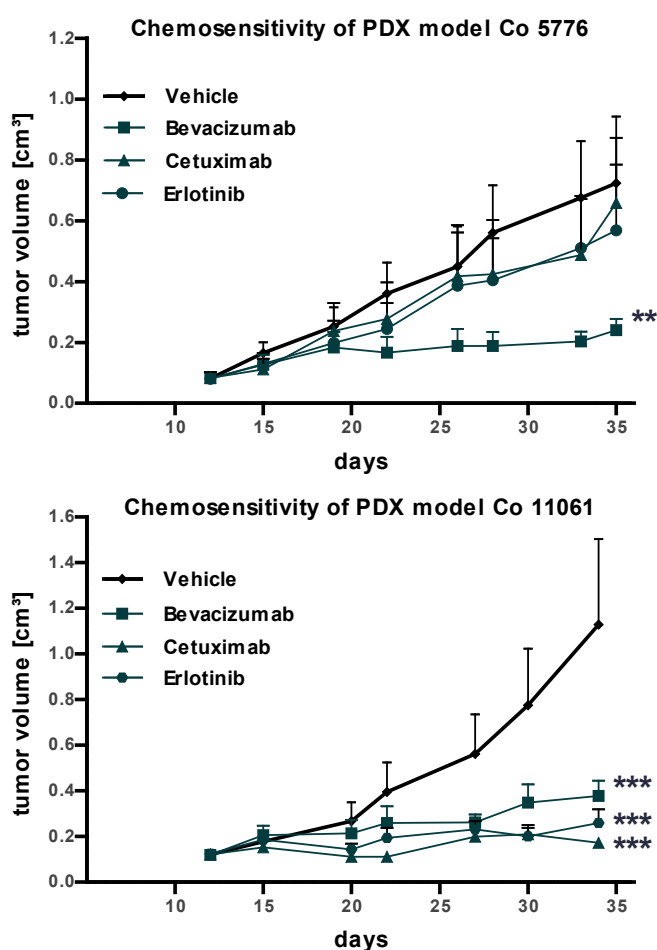 Chemosensitivity of PDX model Co 5776
1.2
1.0
0.8
0.6
0.4
0.2
0.0
tumor volume [cm³]
Vehicle
Bevacizumab
Cetuximab
Erlotinib
**
10 15 20 25 30 35
days
Chemosensitivity of PDX model Co 11061
1.6
1.4
1.2
1.0
0.8
0.6
0.4
0.2
0.0
tumor volume [cm³]
Vehicle
Bevacizumab
Cetuximab
Erlotinib
***
***
***
10 15 20 25 30 35
days